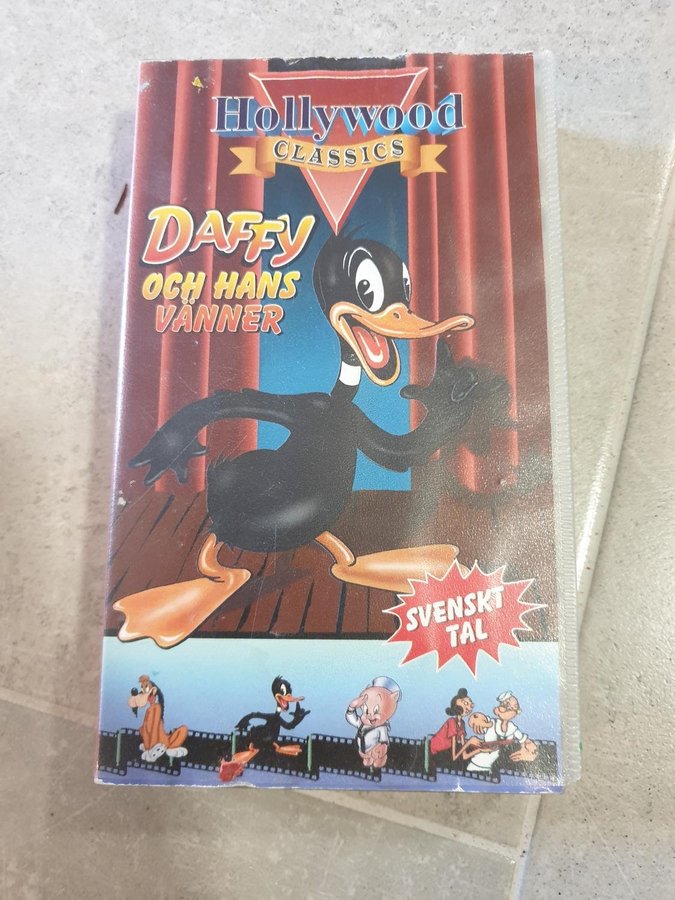 Hollywood
CLASSICS
DAFFY
OCH HANS
VÄNNER
SVENSKT
TAL